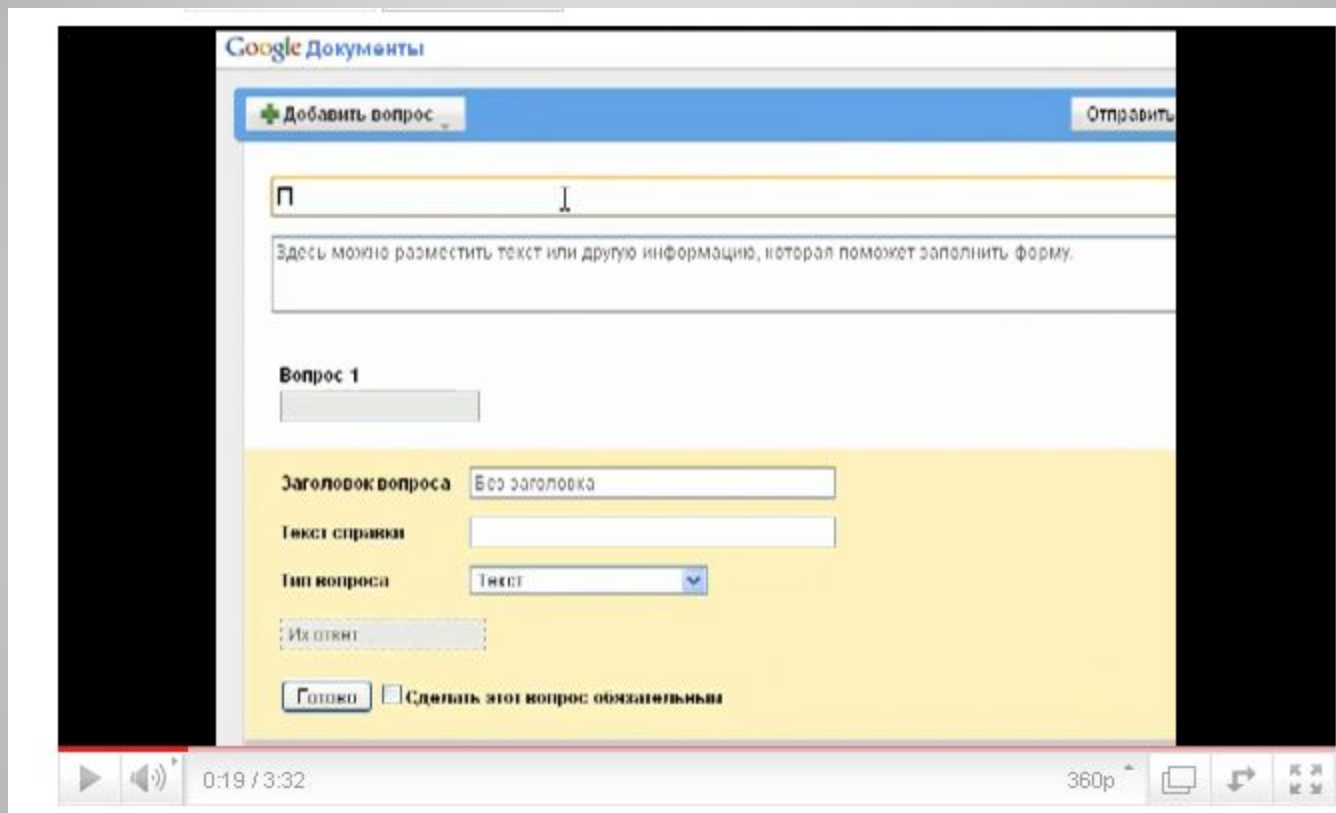 Google Документы
Добавить вопрос
Отправить
П
Здесь можно разместить текст или другую информацию, которая поможет заполнить форму.
Вопрос 1
Заголовок вопроса Без заголовка
Текст справки
Тип вопроса Текст
Их ответ
Готово Сделать этот вопрос обязательным
0:19 / 3:32 360p